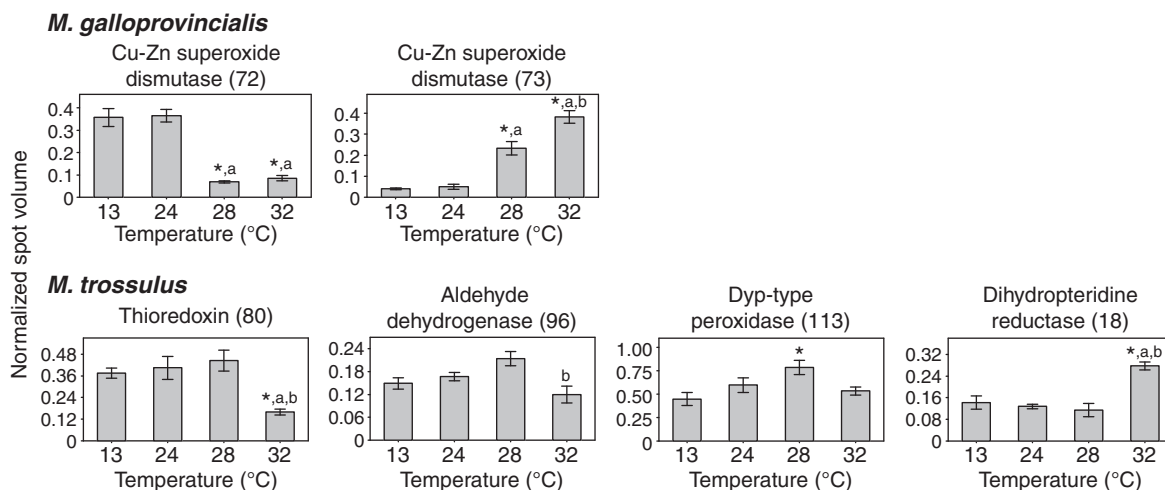 M. galloprovincialis
Cu-Zn superoxide
dismutase (72)
Cu-Zn superoxide
dismutase (73)
Normalized spot volume
0.4
0.3
0.2
0.1
0
*,a
*,a
13 24 28 32
Temperature (°C)
0.4
0.3
0.2
0.1
0
*,a
*,a,b
13 24 28 32
Temperature (°C)
M. trossulus
Thioredoxin (80)
0.48
0.36
0.24
0.12
0
*,a,b
13 24 28 32
Temperature (°C)
Aldehyde
dehydrogenase (96)
0.24
0.18
0.12
0.06
0
b
13 24 28 32
Temperature (°C)
Dyp-type
peroxidase (113)
1.00
0.75
0.50
0.25
0
*
13 24 28 32
Temperature (°C)
Dihydropteridine
reductase (18)
0.32
0.24
0.16
0.08
0
*,a,b
13 24 28 32
Temperature (°C)